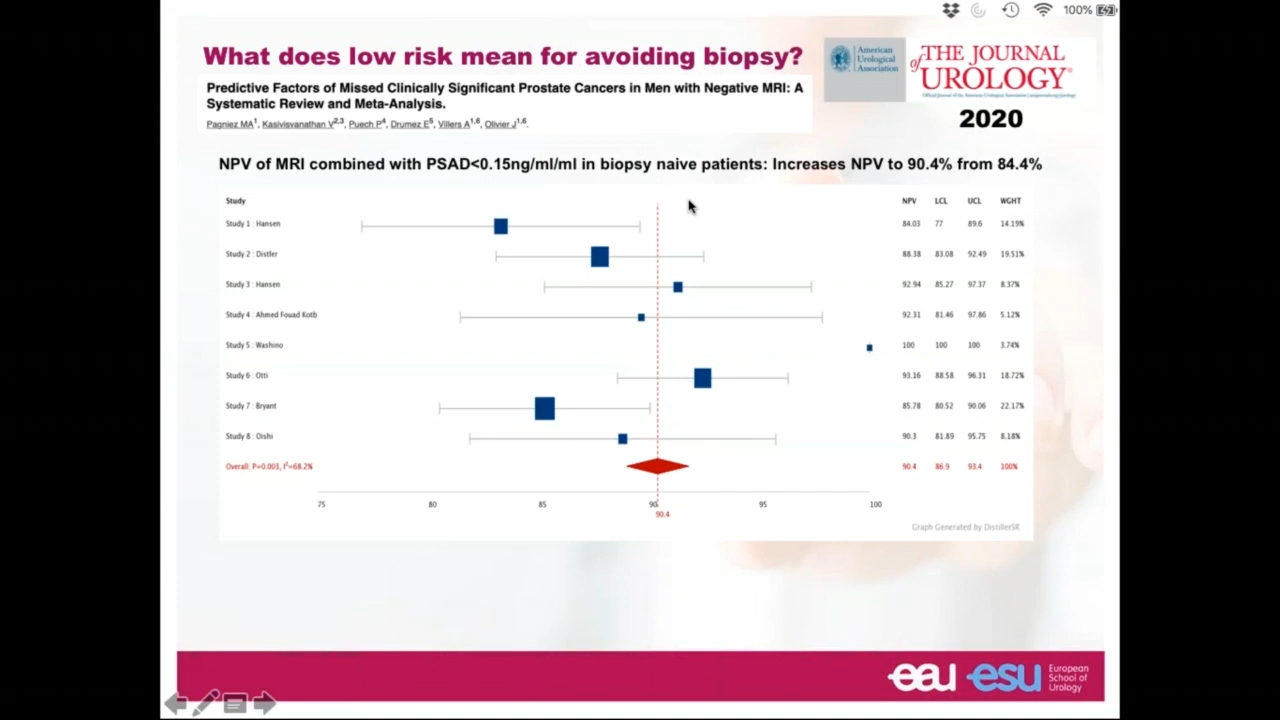 100%
What does low risk mean for avoiding biopsy?
Predictive Factors of Missed Clinically Significant Prostate Cancers in Men with Negative MRI: A
Systematic Review and Meta-Analysis.
Pagniez MA1, Kasivisvanathan V2,3, Puech P4, Drumez E5, Villers A1,6, Olivier J1,6.
American
Urological
Association
THE JOURNAL
of UROLOGY®
2020
NPV of MRI combined with PSAD<0.15ng/ml/ml in biopsy naive patients: Increases NPV to 90.4% from 84.4%
Study NPV LCL UCL WGHT
Study 1 : Hansen 84.03 77 89.6 14.19%
Study 2 : Distler 88.38 83.08 92.49 19.51%
Study 3 : Hansen 92.94 85.27 97.37 8.37%
Study 4 : Ahmed Fouad Kotb 92.31 81.46 97.86 5.12%
Study 5 : Washino 100 100 100 3.74%
Study 6 : Otti 93.16 88.58 96.31 18.72%
Study 7 : Bryant 85.78 80.52 90.06 22.17%
Study 8 : Oishi 90.3 81.89 95.75 8.18%
Overall: P=0.003, I²=68.2% 90.4 86.9 93.4 100%
75 80 85 90 95 100
90.4
Graph Generated by DistillerSR
eau esu European
School of
Urology